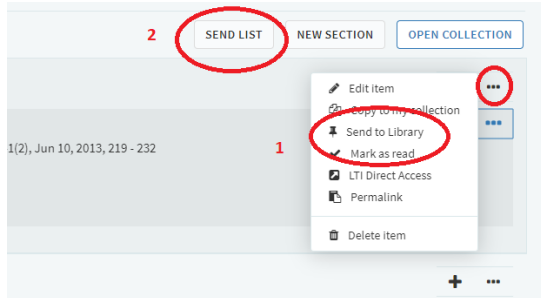 2
SEND LIST
NEW SECTION
OPEN COLLECTION
Edit item
Copy to my collection
1(2), Jun 10, 2013, 219 - 232
1
Send to Library
Mark as read
LTI Direct Access
Permalink
Delete item